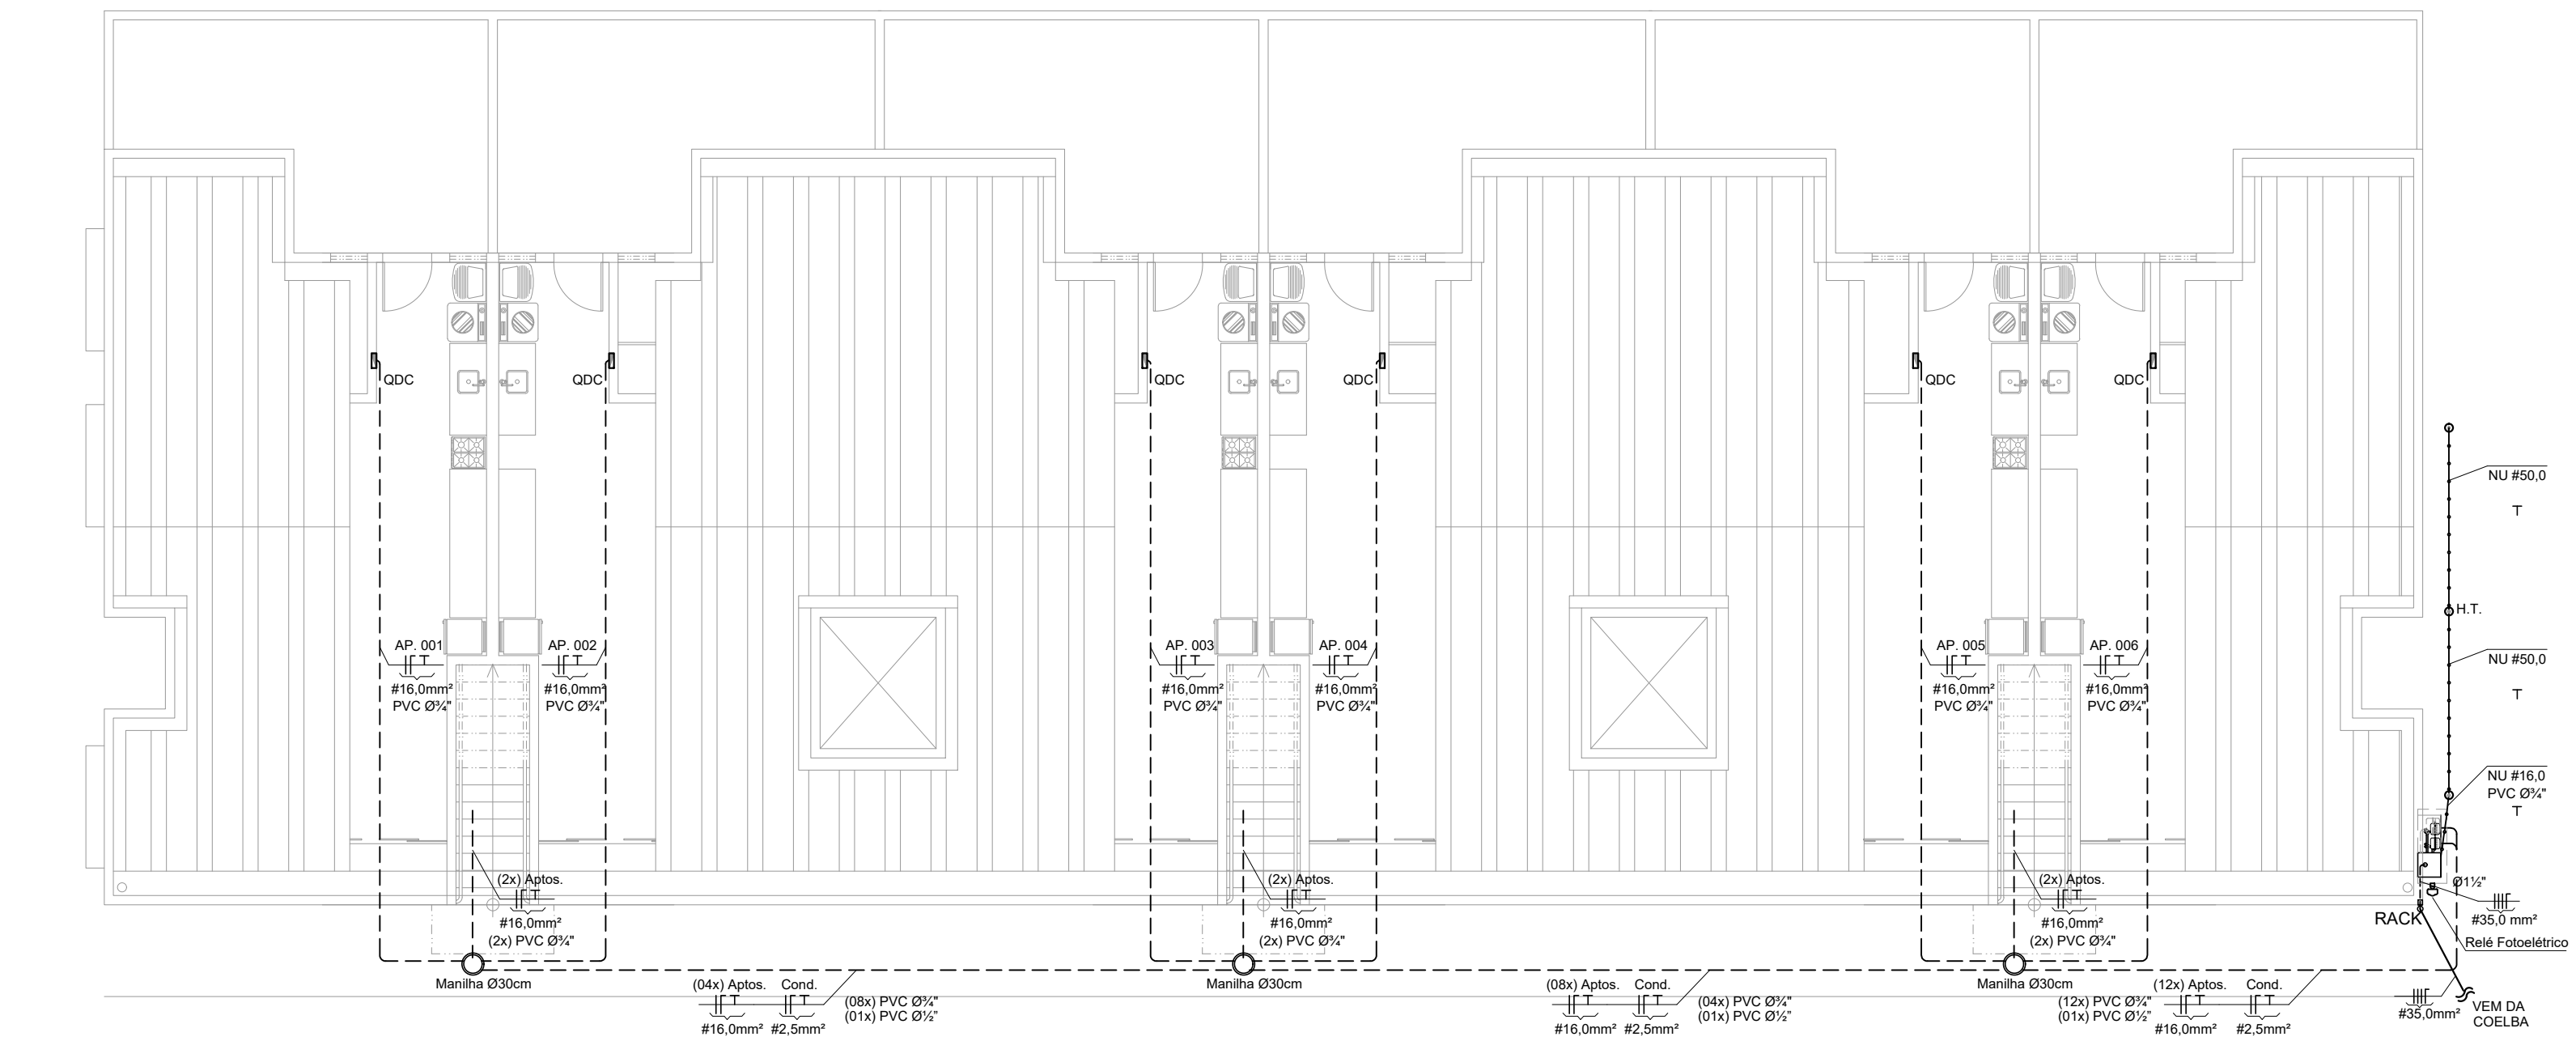 QDC
QDC
QDC
QDC
QDC
QDC
NU #50,0
H.T.
AP. 001
#16,0mm²
PVC Ø¾"
AP. 002
#16,0mm²
PVC Ø¾"
AP. 003
#16,0mm²
PVC Ø¾"
AP. 004
#16,0mm²
PVC Ø¾"
AP. 005
#16,0mm²
PVC Ø¾"
AP. 006
#16,0mm²
PVC Ø¾"
NU #50,0
NU #16,0
PVC Ø¾"
(2x) Aptos.
#16,0mm²
(2x) PVC Ø¾"
(2x) Aptos.
#16,0mm²
(2x) PVC Ø¾"
(2x) Aptos.
#16,0mm²
(2x) PVC Ø¾"
Ø1½"
#35,0 mm²
RACK
Relé Fotoelétrico
Manilha Ø30cm
Manilha Ø30cm
Manilha Ø30cm
(04x) Aptos. Cond.
#16,0mm² #2,5mm²
(08x) PVC Ø¾"
(01x) PVC Ø½"
(08x) Aptos. Cond.
#16,0mm² #2,5mm²
(04x) PVC Ø¾"
(01x) PVC Ø½"
(12x) PVC Ø¾"
(01x) PVC Ø½"
(12x) Aptos. Cond.
#16,0mm² #2,5mm²
#35,0mm²
VEM DA
COELBA